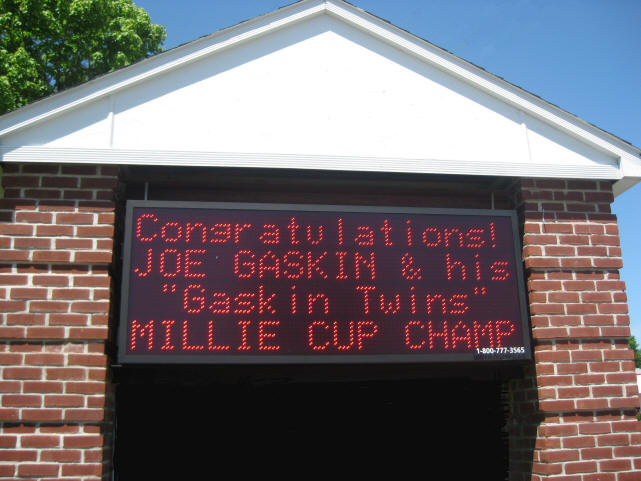 Congratulations!
JOE GASKIN & his
"Gaskin Twins"
MILLIE CUP CHAMP
1-800-777-3565